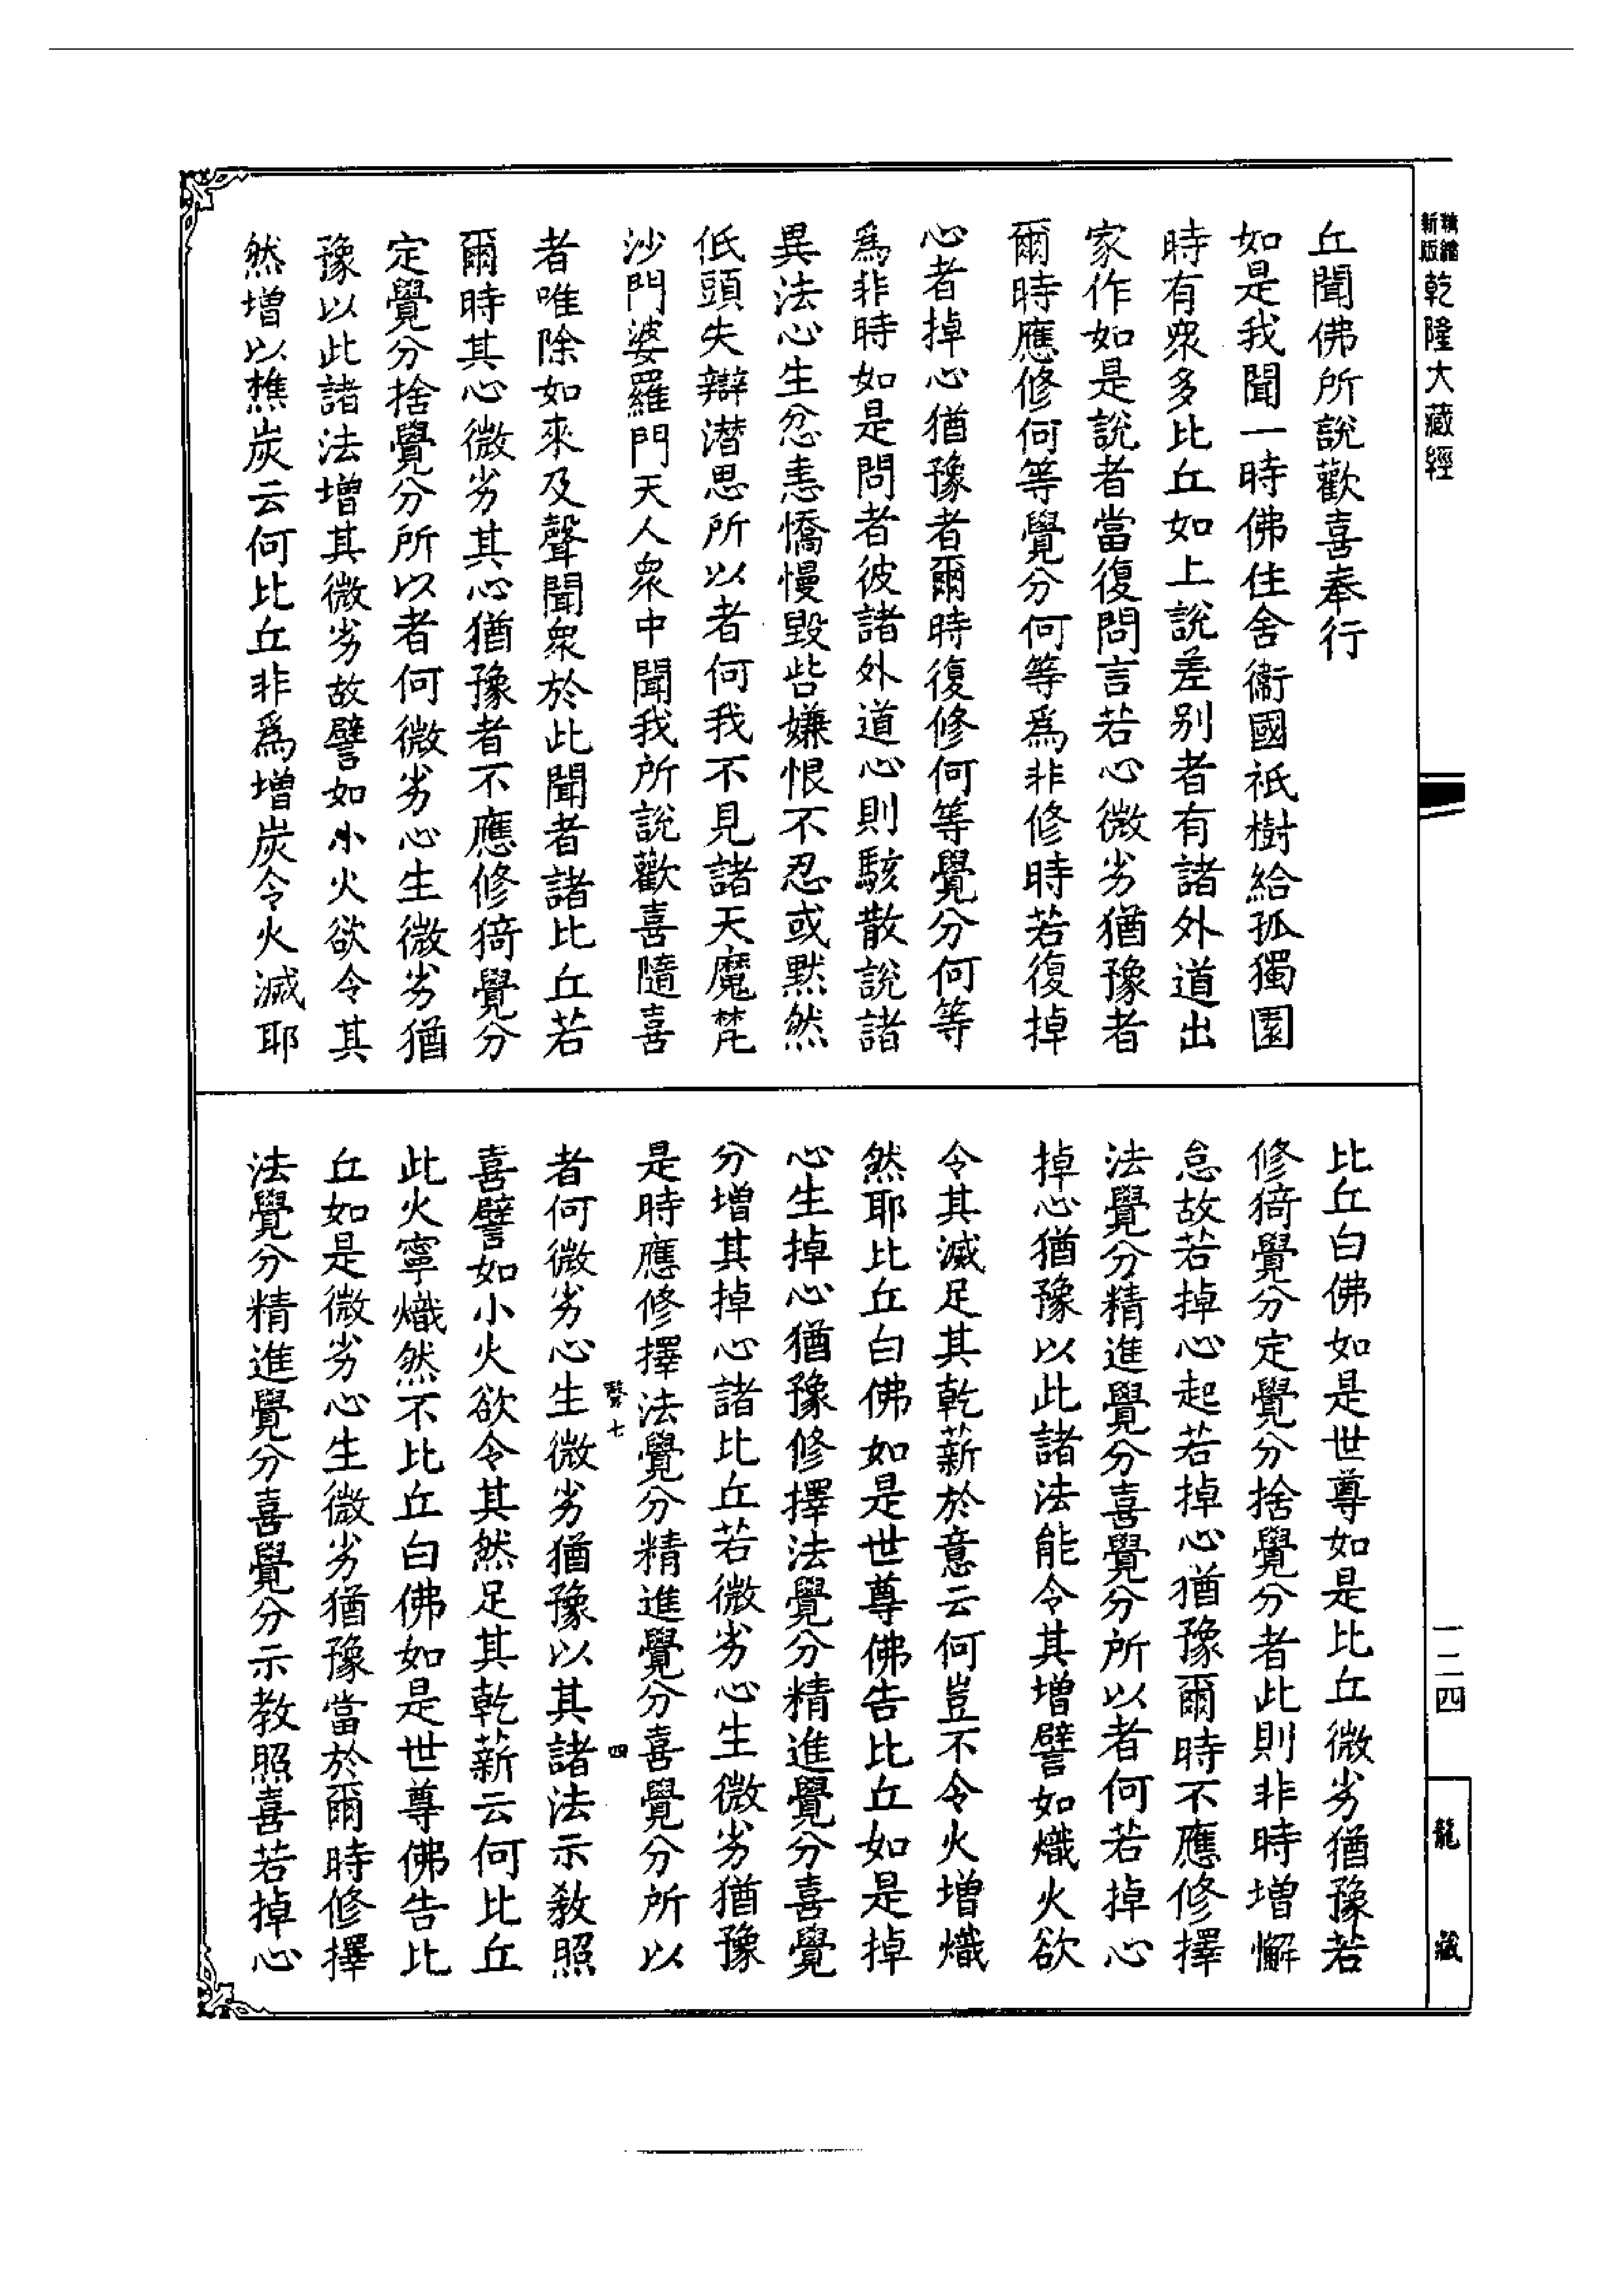 精縮新版乾隆大藏經
丘聞佛所說歡喜奉行
如是我聞一時佛住舍衞國祇樹給孤獨園
時有衆多比丘如上說差别者有諸外道出
家作如是說者當復問言若心微劣猶豫者
爾時應修何等覺分何等爲非修時若復掉
心者掉心猶豫者爾時復修何等覺分何等
爲非時如是問者彼諸外道心則駭散說諸
異法心生忿恚憍慢毀呰嫌恨不忍或默然
低頭失辯潜思所以者何我不見諸天魔梵
沙門婆羅門天人衆中聞我所說歡喜隨喜
者唯除如來及聲聞衆於此聞者諸比丘若
爾時其心微劣其心猶豫者不應修猗覺分
定覺分捨覺分所以者何微劣心生微劣猶
豫以此諸法增其微劣故譬如小火欲令其
然增以樵炭云何比丘非爲增炭令火滅耶
比丘白佛如是世尊如是比丘微劣猶豫若
修猗覺分定覺分捨覺分者此則非時增懈
怠故若掉心起若掉心猶豫爾時不應修擇
法覺分精進覺分喜覺分所以者何若掉心
掉心猶豫以此諸法能令其增譬如熾火欲
令其滅足其乾薪於意云何豈不令火增熾
然耶比丘白佛如是世尊佛告比丘如是掉
心生掉心猶豫修擇法覺分精進覺分喜覺
分增其掉心諸比丘若微劣心生微劣猶豫
是時應修擇法覺分精進覺分喜覺分所以
者何微劣心生微劣猶豫以其諸法示教照
喜譬如小火欲令其然足其乾薪云何比丘
此火寧熾然不比丘白佛如是世尊佛告比
丘如是微劣心生微劣猶豫當於爾時修擇
法覺分精進覺分喜覺分示教照喜若掉心
七
四
一二四
龍藏